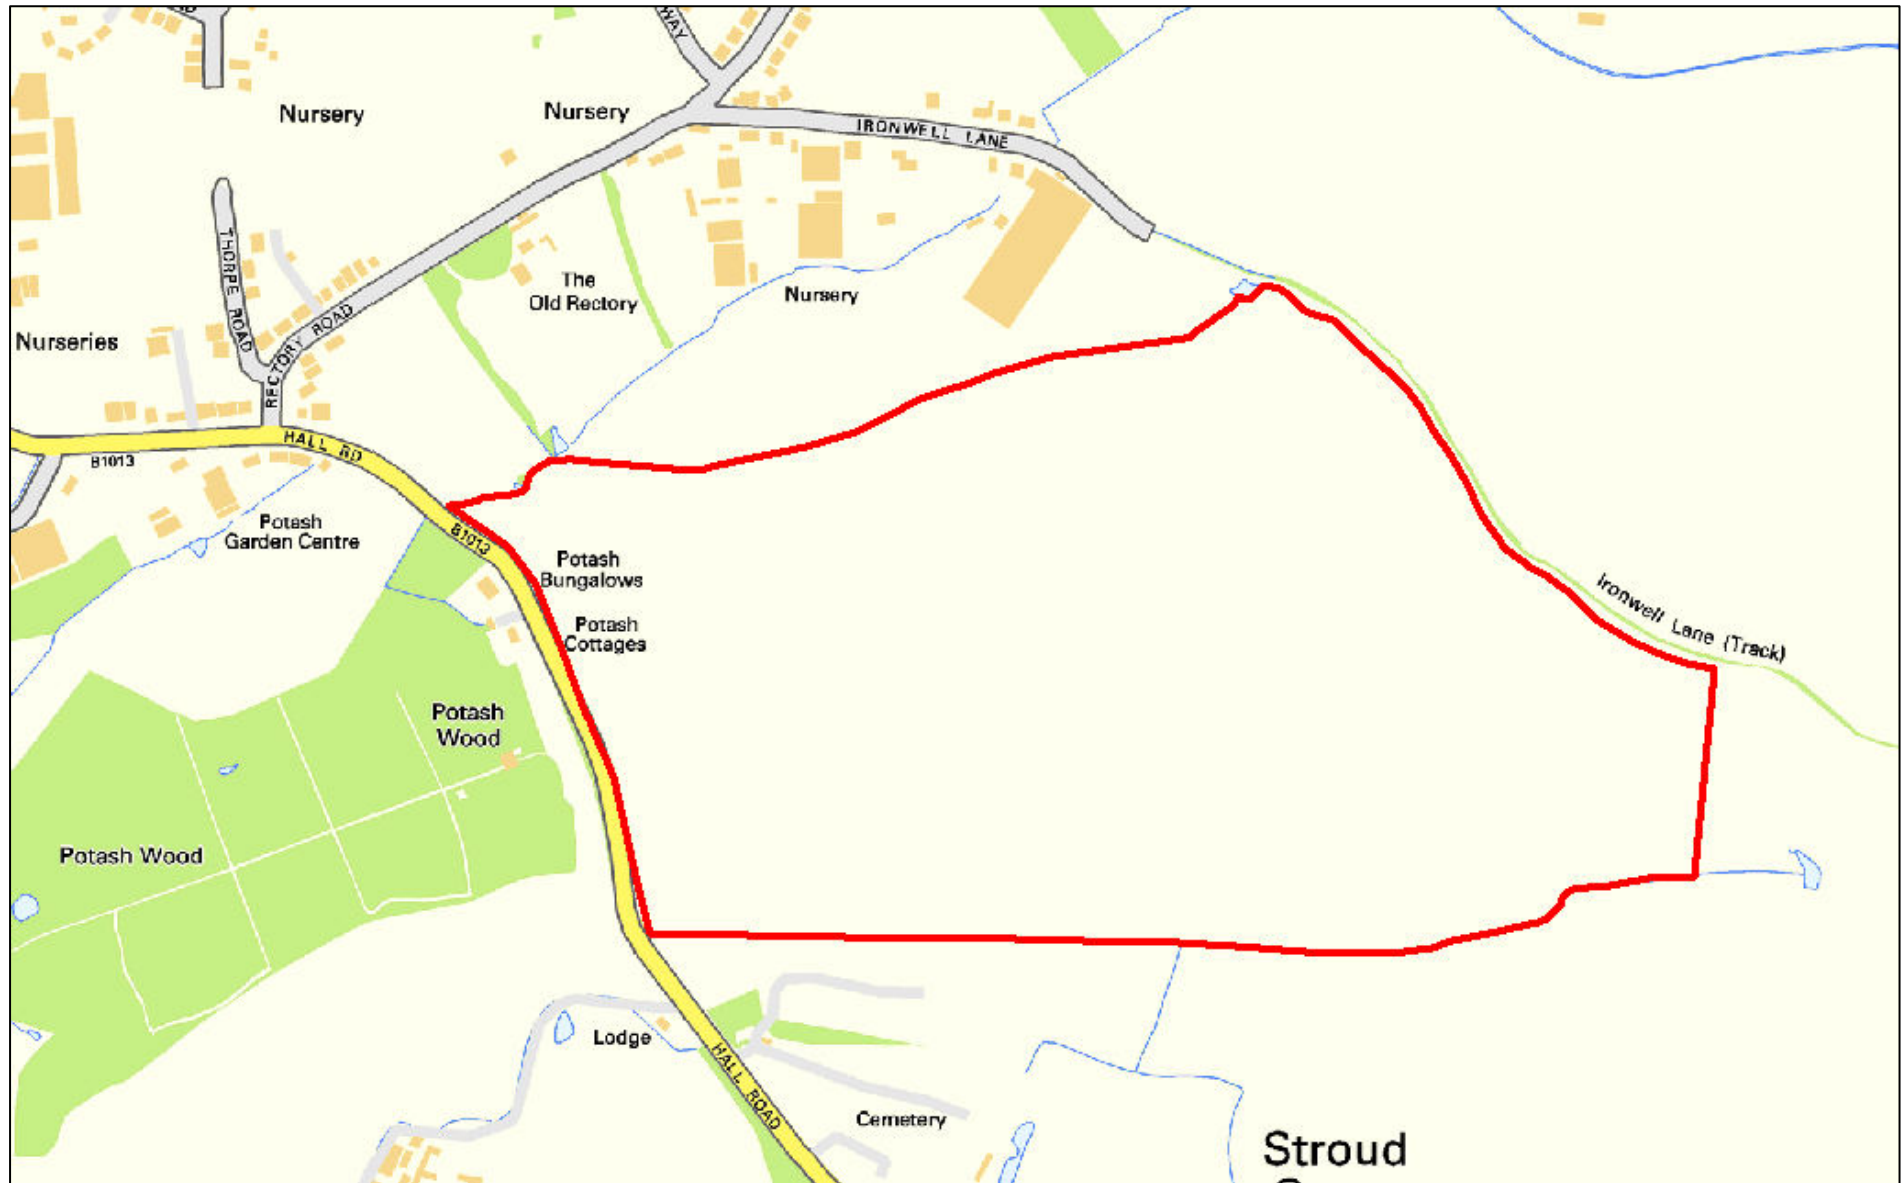 WAY
Nursery
Nursery
IRONWELL LANE
THORPE ROAD
The
Old Rectory
Nursery
RECTORY ROAD
Nurseries
HALL RD
B1013
Potash
Garden Centre
B1013
Potash
Bungalows
Potash
Cottages
Ironwell Lane (Track)
Potash
Wood
Potash Wood
Lodge
HALL ROAD
Cemetery
Stroud